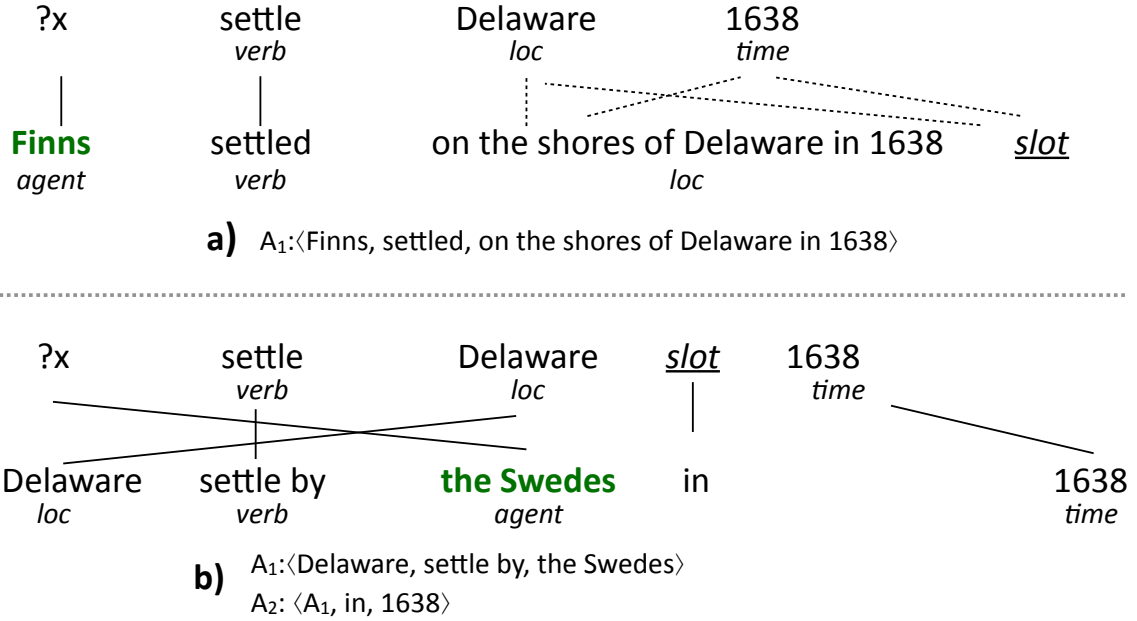 ?x settle Delaware 1638
verb loc time
Finns settled on the shores of Delaware in 1638 slot
agent verb loc
a) A₁:⟨Finns, settled, on the shores of Delaware in 1638⟩
?x settle Delaware slot 1638
verb loc time
Delaware settle by the Swedes in 1638
loc verb agent time
b) A₁:⟨Delaware, settle by, the Swedes⟩
A₂: ⟨A₁, in, 1638⟩